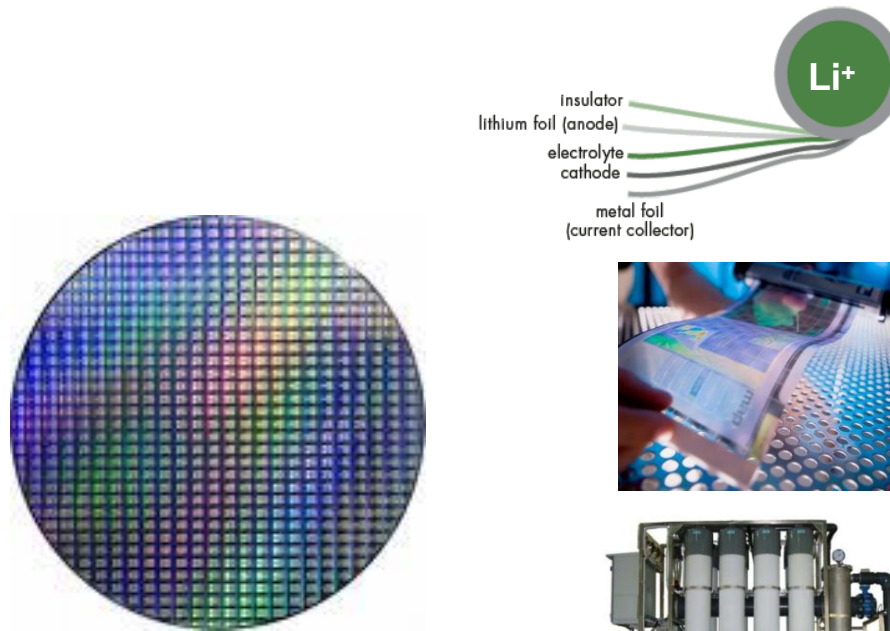 Li+
insulator
lithium foil (anode)
electrolyte
cathode
metal foil
(current collector)